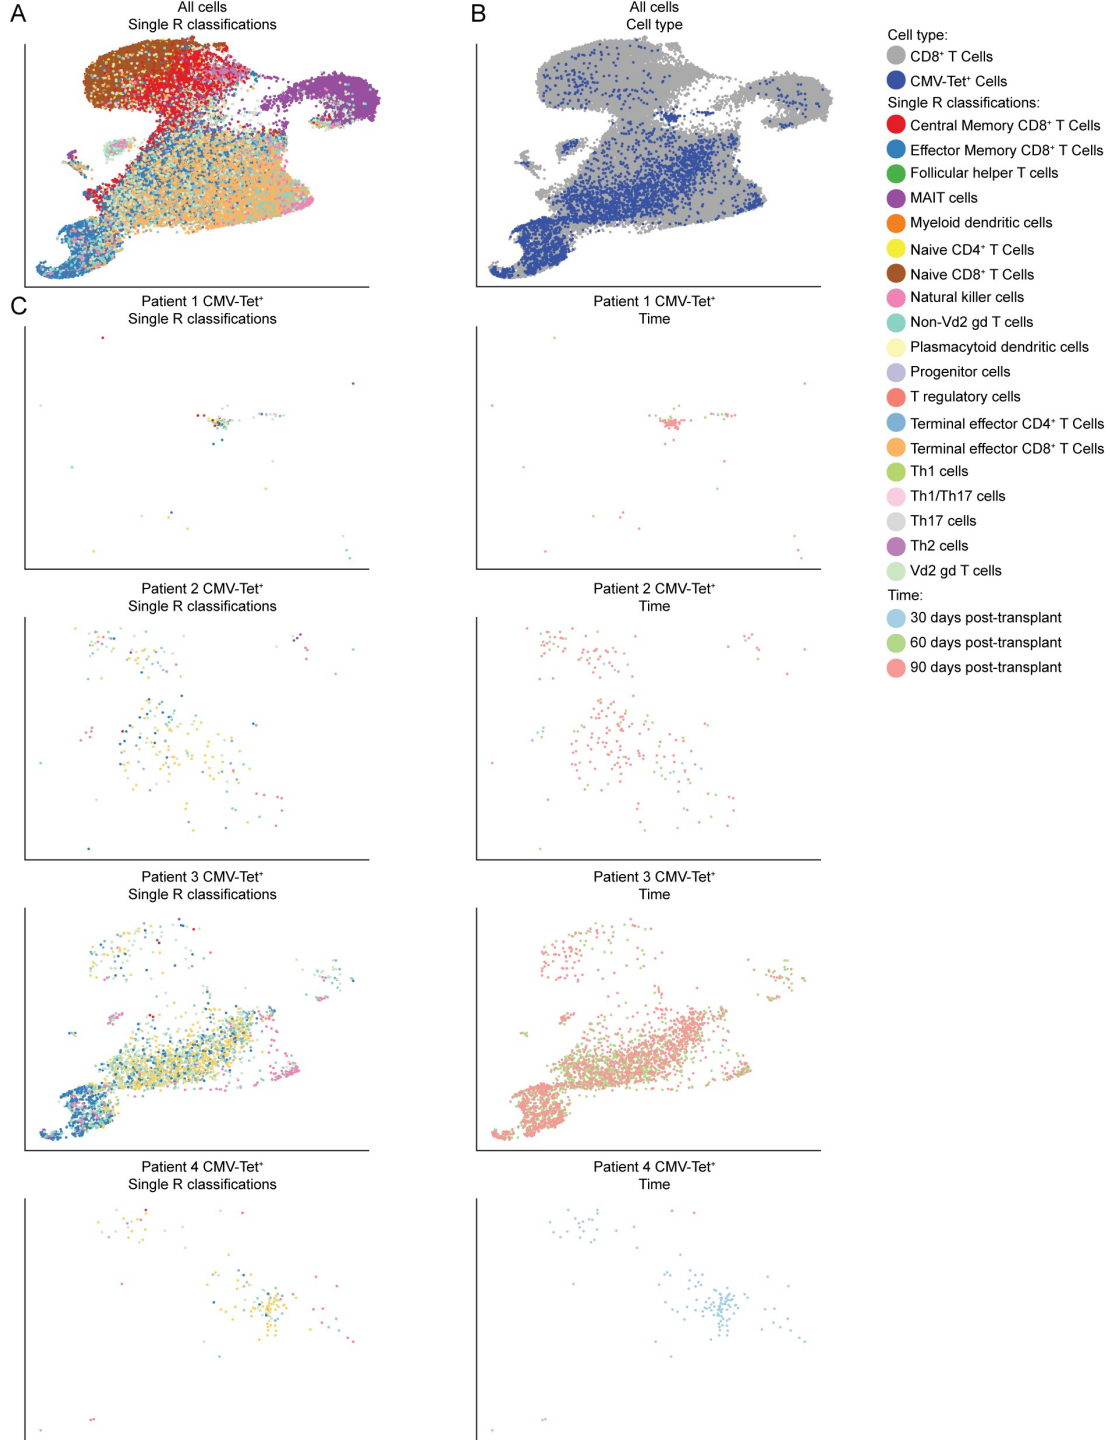 A
All cells
Single R classifications
B
All cells
Cell type
Cell type:
CD8⁺ T Cells
CMV-Tet⁺ Cells
Single R classifications:
Central Memory CD8⁺ T Cells
Effector Memory CD8⁺ T Cells
Follicular helper T cells
MAIT cells
Myeloid dendritic cells
Naive CD4⁺ T Cells
Naive CD8⁺ T Cells
Natural killer cells
Non-Vd2 gd T cells
Plasmacytoid dendritic cells
Progenitor cells
T regulatory cells
Terminal effector CD4⁺ T Cells
Terminal effector CD8⁺ T Cells
Th1 cells
Th1/Th17 cells
Th17 cells
Th2 cells
Vd2 gd T cells
Time:
30 days post-transplant
60 days post-transplant
90 days post-transplant
C
Patient 1 CMV-Tet⁺
Single R classifications
Patient 1 CMV-Tet⁺
Time
Patient 2 CMV-Tet⁺
Single R classifications
Patient 2 CMV-Tet⁺
Time
Patient 3 CMV-Tet⁺
Single R classifications
Patient 3 CMV-Tet⁺
Time
Patient 4 CMV-Tet⁺
Single R classifications
Patient 4 CMV-Tet⁺
Time